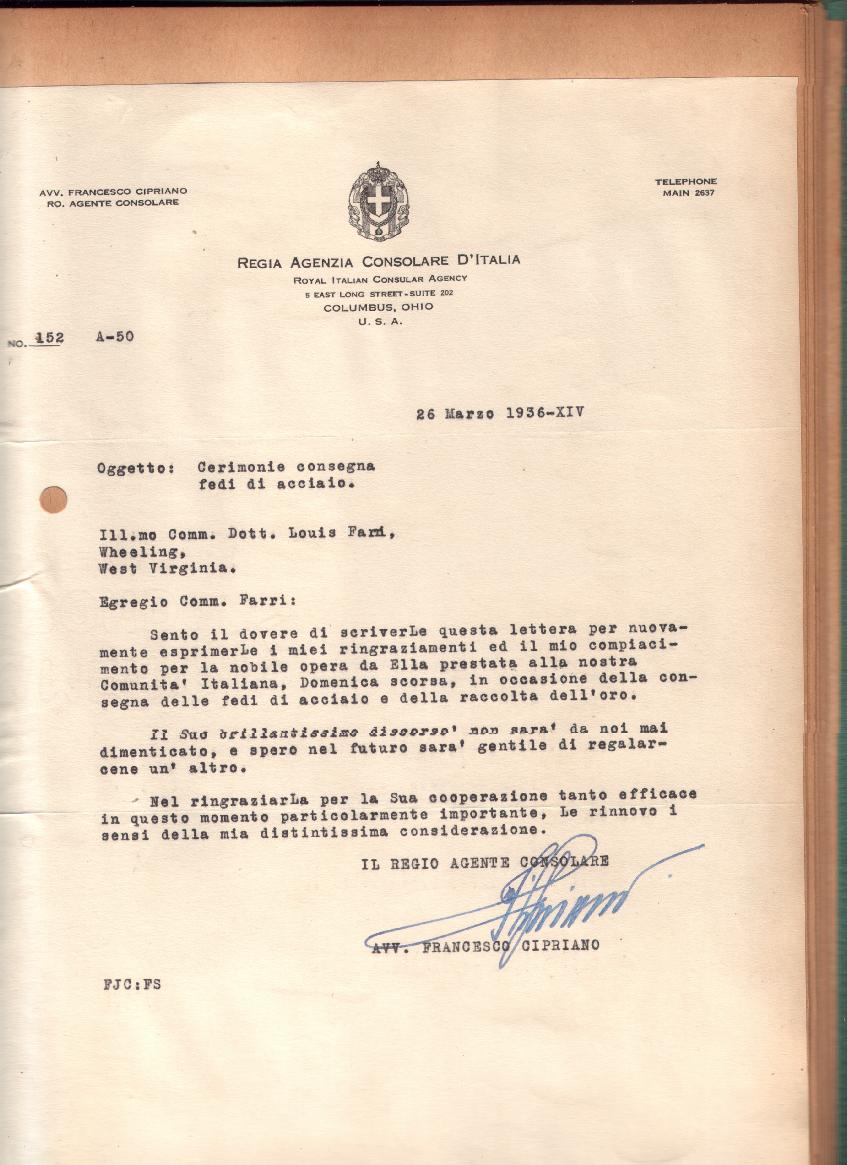 AVV. FRANCESCO CIPRIANO
RO. AGENTE CONSOLARE
TELEPHONE
MAIN 2637
REGIA AGENZIA CONSOLARE D'ITALIA
ROYAL ITALIAN CONSULAR AGENCY
5 EAST LONG STREET-SUITE 202
COLUMBUS, OHIO
U. S. A.
NO. 152 A-50
26 Marzo 1936-XIV
Oggetto: Cerimonie consegna
fedi di acciaio.
Ill.mo Comm. Dott. Louis Farri,
Wheeling,
West Virginia.
Egregio Comm. Farri:
Sento il dovere di scriverLe questa lettera per nuova-
mente esprimerLe i miei ringraziamenti ed il mio compiaci-
mento per la nobile opera da Ella prestata alla nostra
Comunita' Italiana, Domenica scorsa, in occasione della con-
segna delle fedi di acciaio e della raccolta dell'oro.
Il Suo brillantissimo discorso' non sara' da noi mai
dimenticato, e spero nel futuro sara' gentile di regalar-
cene un' altro.
Nel ringraziarLa per la Sua cooperazione tanto efficace
in questo momento particolarmente importante, Le rinnovo i
sensi della mia distintissima considerazione.
IL REGIO AGENTE CONSOLARE
AVV. FRANCESCO CIPRIANO
FJC:FS